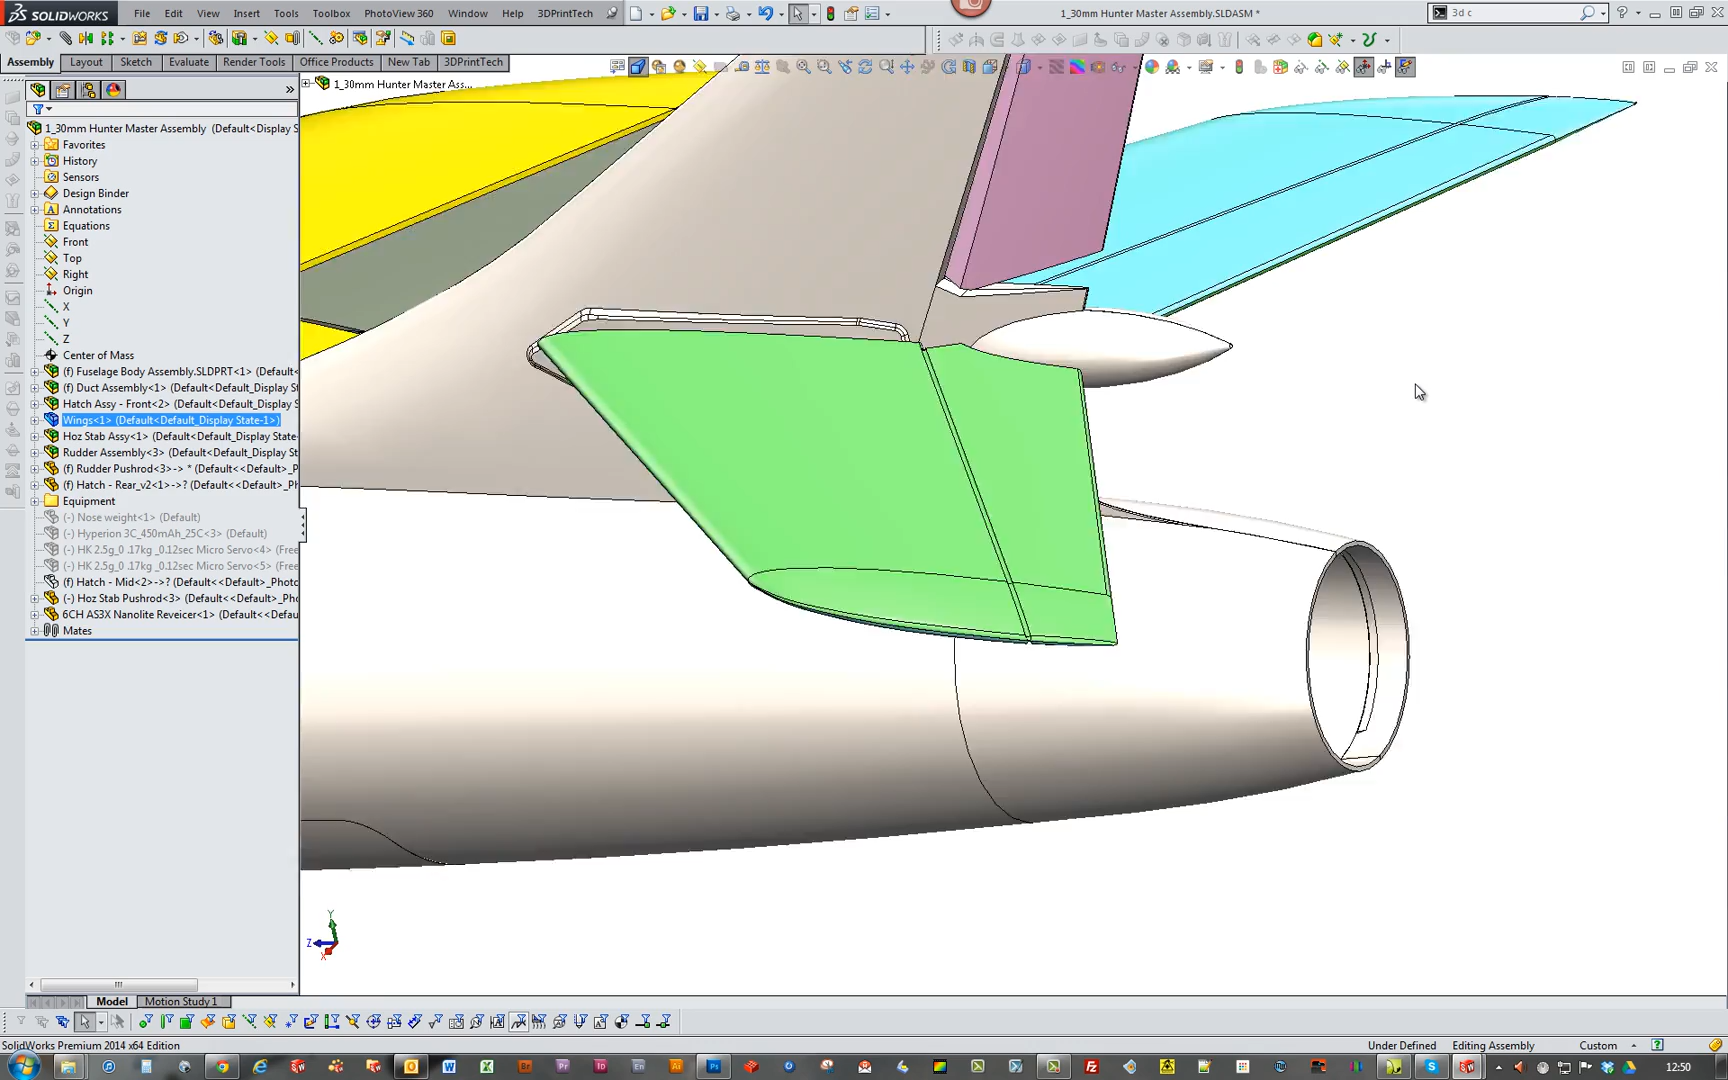 SOLIDWORKS File Edit View Insert Tools Toolbox PhotoView 360 Window Help 3DPrintTech 1_30mm Hunter Master Assembly.SLDASM * 3d c
Assembly Layout Sketch Evaluate Render Tools Office Products New Tab 3DPrintTech
1_30mm Hunter Master Ass...
1_30mm Hunter Master Assembly (Default<Display S
Favorites
History
Sensors
Design Binder
Annotations
Equations
Front
Top
Right
Origin
X
Y
Z
Center of Mass
(f) Fuselage Body Assembly.SLDPRT<1> (Default<
(f) Duct Assembly<1> (Default<Default_Display St
Hatch Assy - Front<2> (Default<Default_Display S
Wings<1> (Default<Default_Display State-1>)
Hoz Stab Assy<1> (Default<Default_Display State-
Rudder Assembly<3> (Default<Default_Display St
(f) Rudder Pushrod<3>-> * (Default<<Default>_P
(f) Hatch - Rear_v2<1>->? (Default<<Default>_Ph
Equipment
(-) Nose weight<1> (Default)
(-) Hyperion 3C_450mAh_25C<3> (Default)
(-) HK 2.5g_0 .17kg _0.12sec Micro Servo<4> (Free
(-) HK 2.5g_0 .17kg _0.12sec Micro Servo<5> (Free
(f) Hatch - Mid<2>->? (Default<<Default>_Photo
(-) Hoz Stab Pushrod<3> (Default<<Default>_Pho
6CH AS3X Nanolite Reveicer<1> (Default<<Defau
Mates
Y
Z
X
Model Motion Study 1
SolidWorks Premium 2014 x64 Edition Under Defined Editing Assembly Custom
12:50